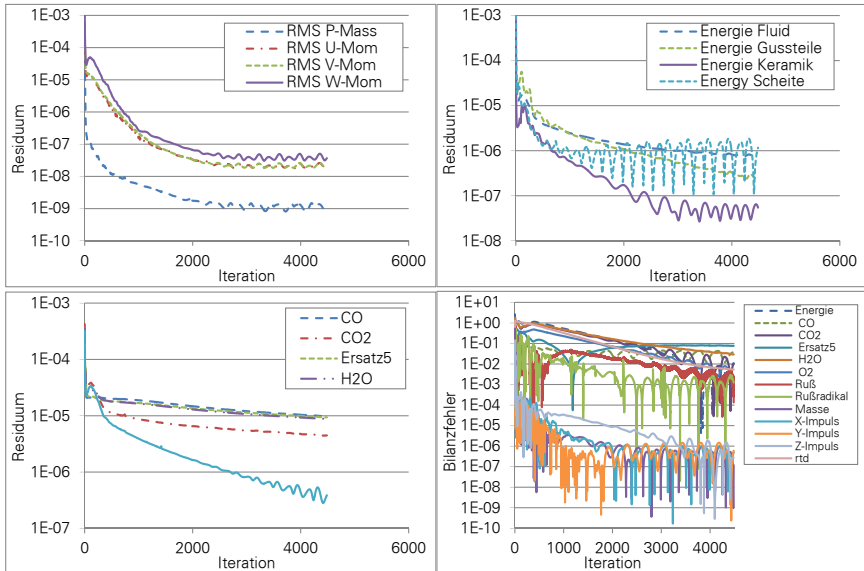 1E-03
1E-04
1E-05
1E-06
1E-07
1E-08
1E-09
1E-10
Residuum
0
2000
4000
6000
Iteration
RMS P-Mass
RMS U-Mom
RMS V-Mom
RMS W-Mom
1E-03
1E-04
1E-05
1E-06
1E-07
1E-08
Residuum
0
2000
4000
6000
Iteration
Energie Fluid
Energie Gussteile
Energie Keramik
Energy Scheite
1E-03
1E-04
1E-05
1E-06
1E-07
Residuum
0
2000
4000
6000
Iteration
CO
CO2
Ersatz5
H2O
1E+01
1E+00
1E-01
1E-02
1E-03
1E-04
1E-05
1E-06
1E-07
1E-08
1E-09
1E-10
Bilanzfehler
0
1000
2000
3000
4000
Iteration
Energie
CO
CO2
Ersatz5
H2O
O2
Ruß
Rußradikal
Masse
X-Impuls
Y-Impuls
Z-Impuls
rtd